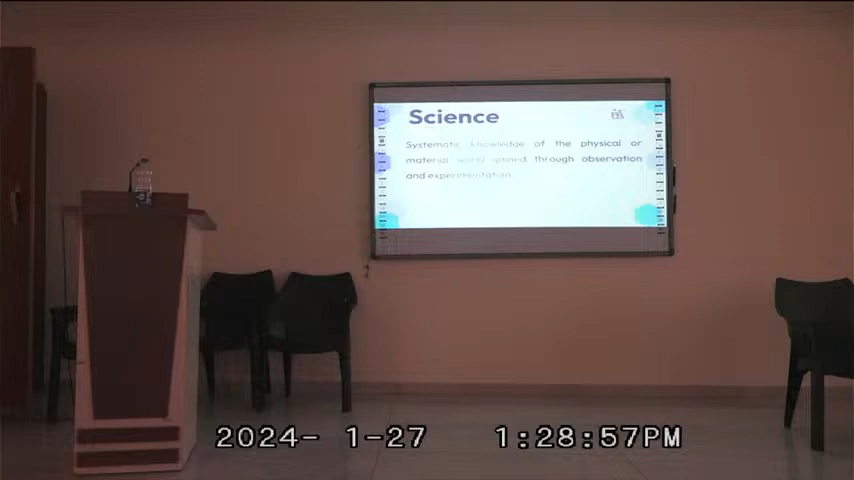 Science
Systematic knowledge of the physical or
material world gained through observation
and experimentation.
2024- 1-27 1:28:57PM